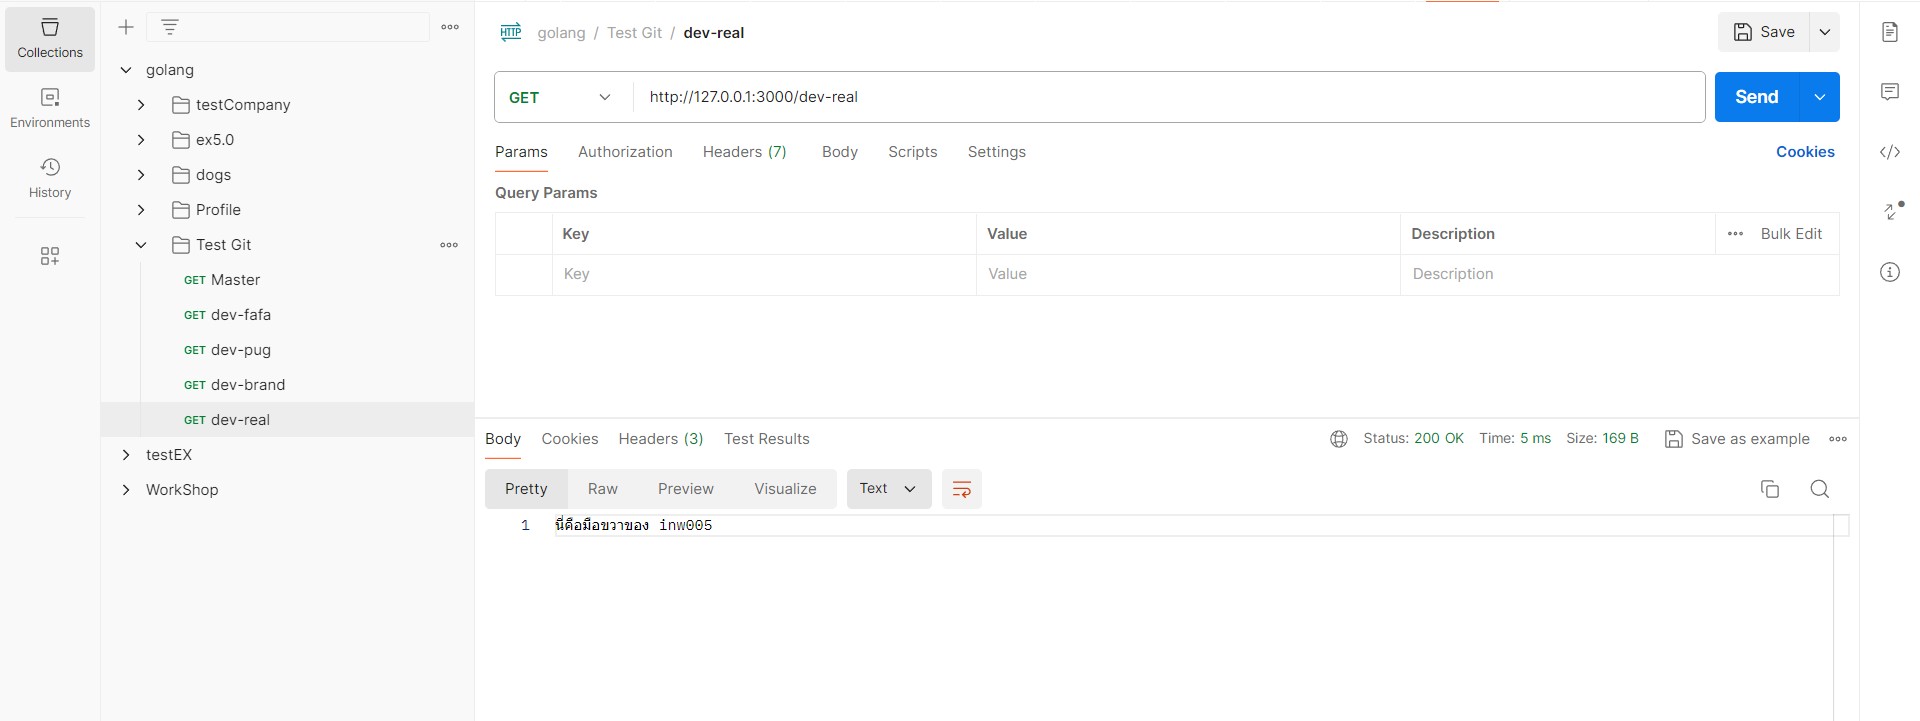 Collections
Environments
History
golang
testCompany
ex5.0
dogs
Profile
Test Git
GET Master
GET dev-fafa
GET dev-pug
GET dev-brand
GET dev-real
testEX
WorkShop
HTTP golang / Test Git / dev-real
Save
GET http://127.0.0.1:3000/dev-real
Send
Params Authorization Headers (7) Body Scripts Settings Cookies
Query Params
Key Value Description Bulk Edit
Key Value Description
Body Cookies Headers (3) Test Results Status: 200 OK Time: 5 ms Size: 169 B Save as example
Pretty Raw Preview Visualize Text
1 นี่คือมือขวาของ inw005